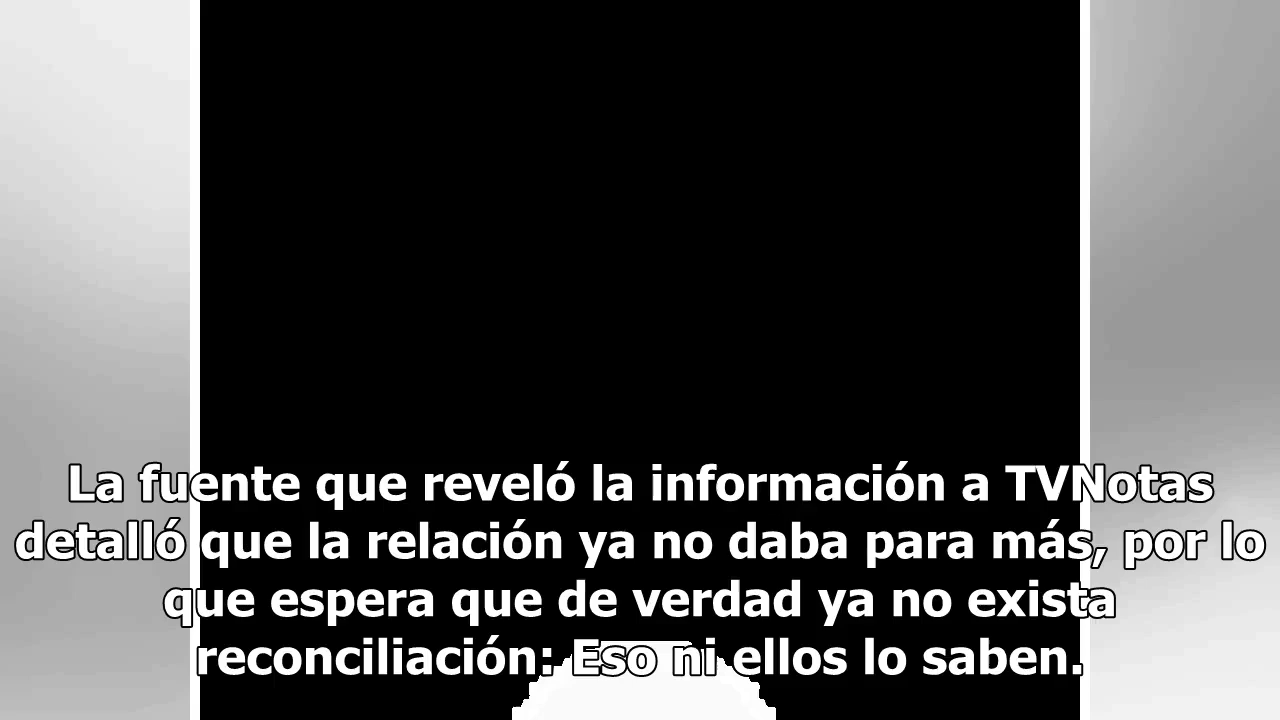 La fuente que reveló la información a TVNotas
detalló que la relación ya no daba para más, por lo
que espera que de verdad ya no exista
reconciliación: Eso ni ellos lo saben.